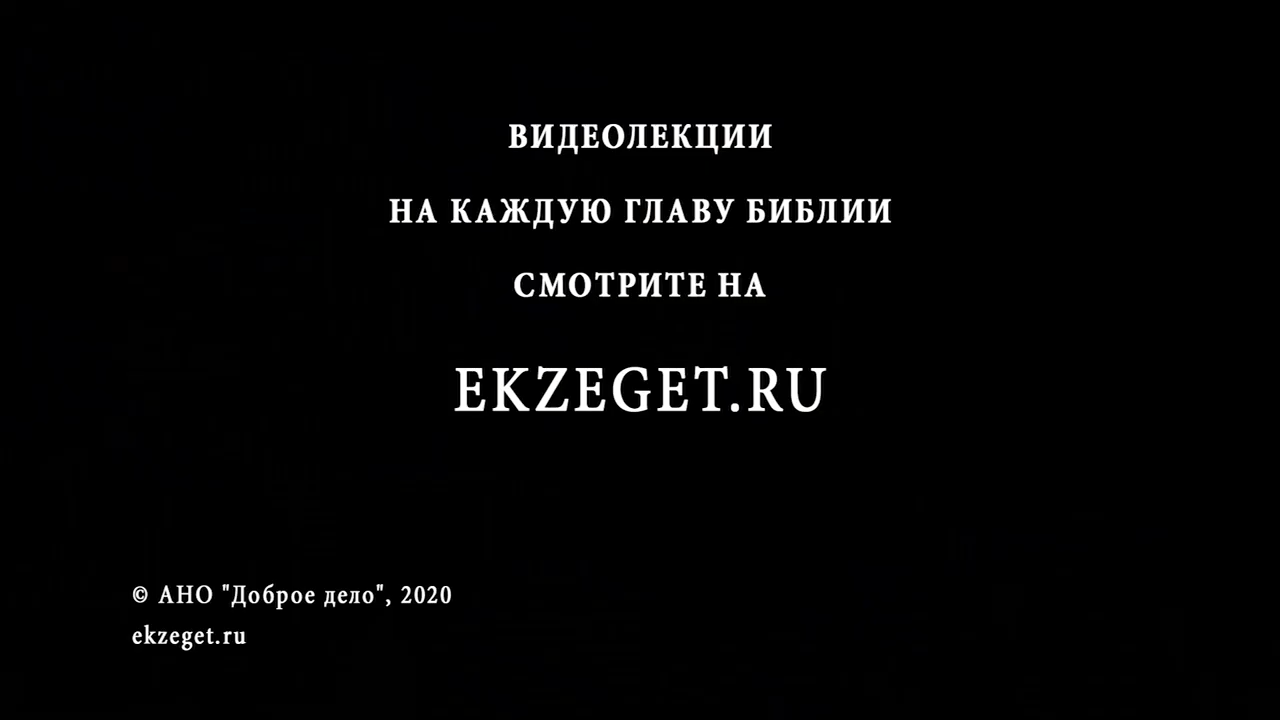 ВИДЕОЛЕКЦИИ
НА КАЖДУЮ ГЛАВУ БИБЛИИ
СМОТРИТЕ НА
EKZEGET.RU
© АНО "Доброе дело", 2020
ekzeget.ru